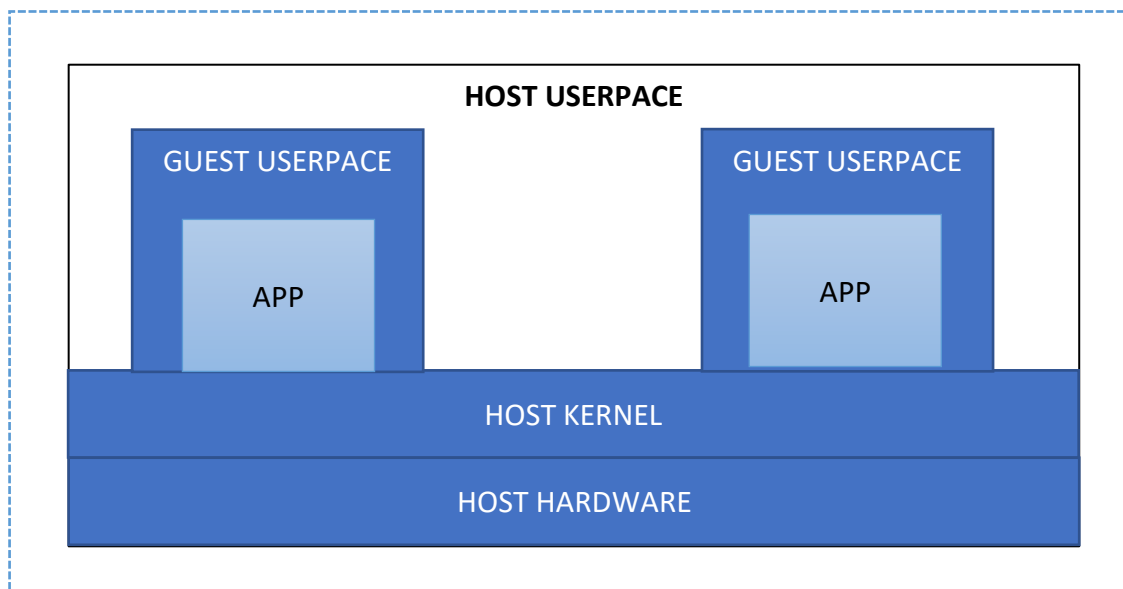 HOST USERPACE
GUEST USERPACE
GUEST USERPACE
APP
APP
HOST KERNEL
HOST HARDWARE